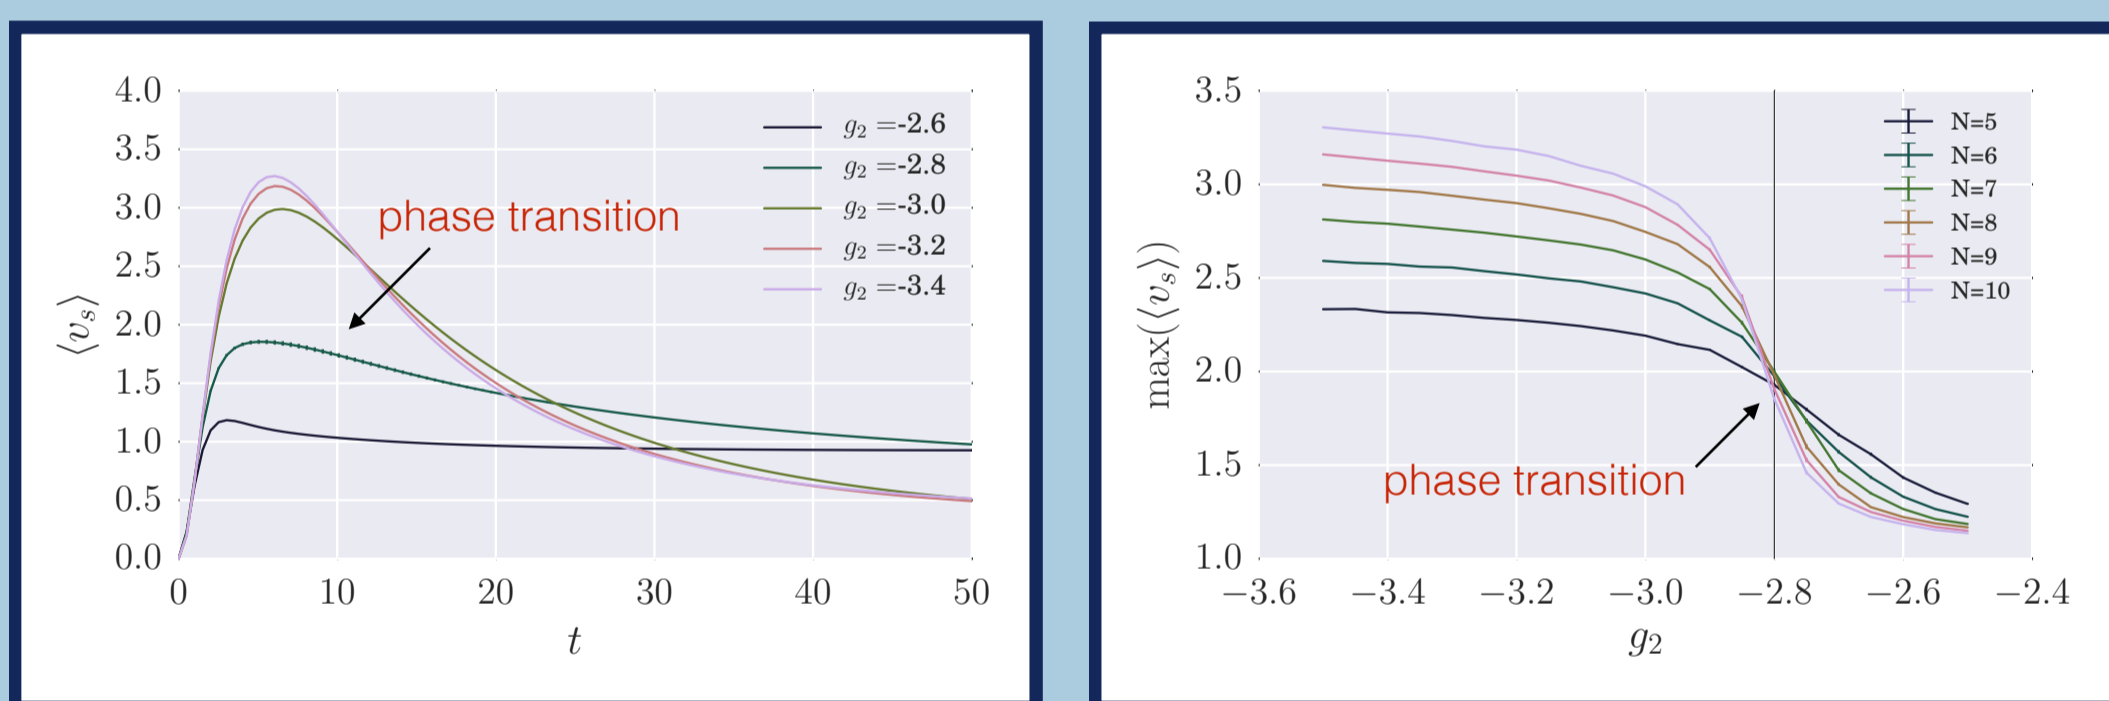 4.0
3.5
3.0
2.5
2.0
1.5
1.0
0.5
0.0
⟨v_s⟩
0 10 20 30 40 50
t
g₂ =-2.6
g₂ =-2.8
g₂ =-3.0
g₂ =-3.2
g₂ =-3.4
phase transition
3.5
3.0
2.5
2.0
1.5
1.0
max(⟨v_s⟩)
−3.6 −3.4 −3.2 −3.0 −2.8 −2.6 −2.4
g₂
N=5
N=6
N=7
N=8
N=9
N=10
phase transition